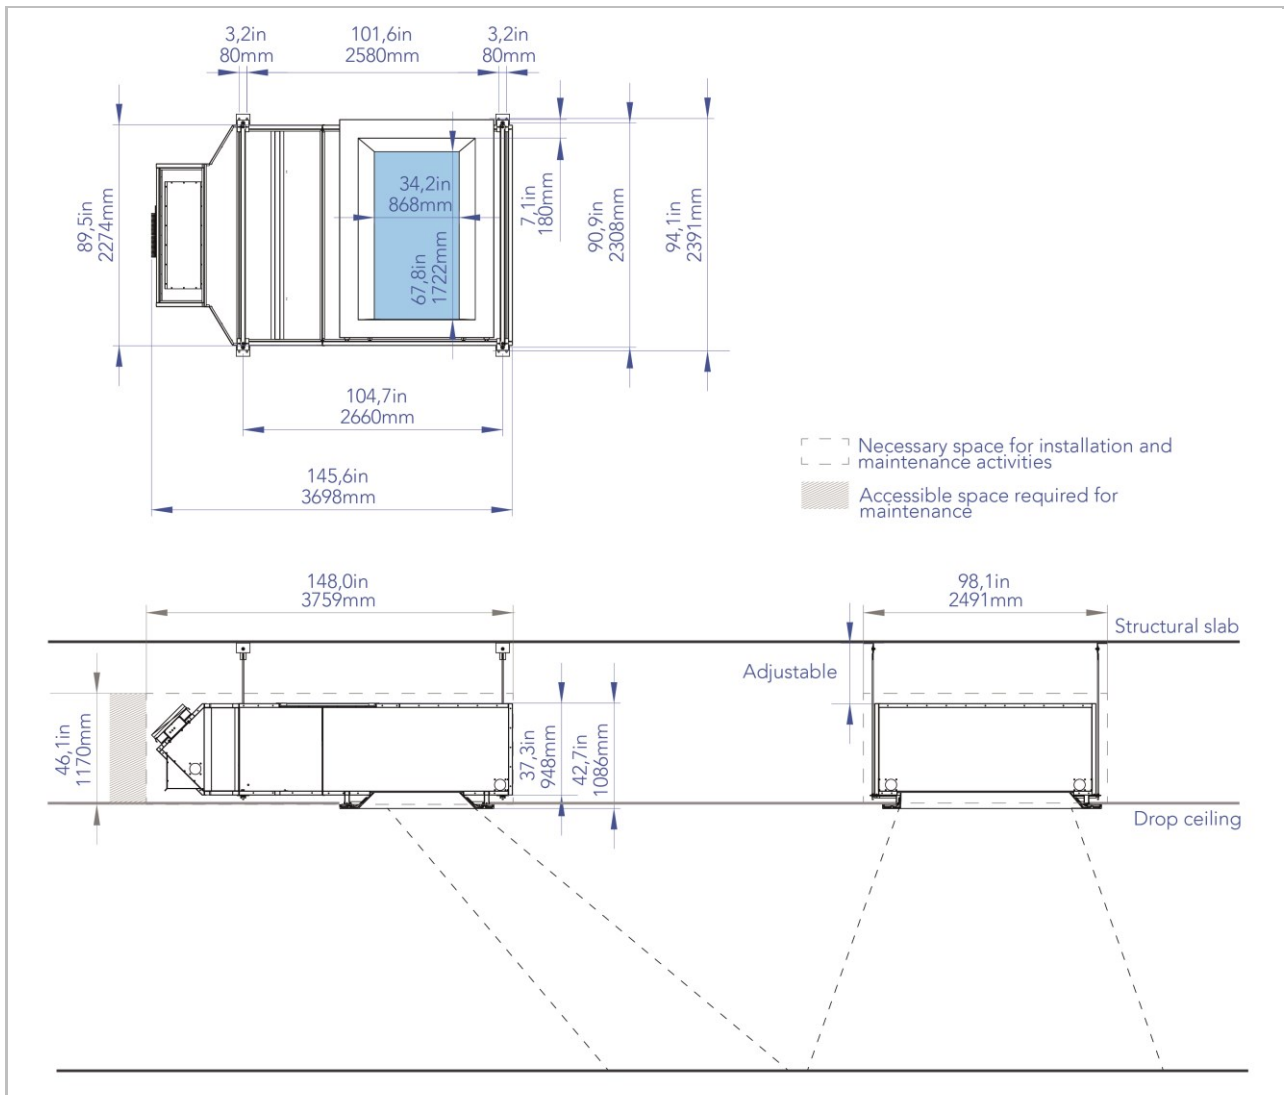 3,2in
80mm
101,6in
2580mm
3,2in
80mm
89,5in
2274mm
34,2in
868mm
67,8in
1722mm
7,1in
180mm
90,9in
2308mm
94,1in
2391mm
104,7in
2660mm
145,6in
3698mm
Necessary space for installation and
maintenance activities
Accessible space required for
maintenance
148,0in
3759mm
98,1in
2491mm
Structural slab
Adjustable
46,1in
1170mm
37,3in
948mm
42,7in
1086mm
Drop ceiling